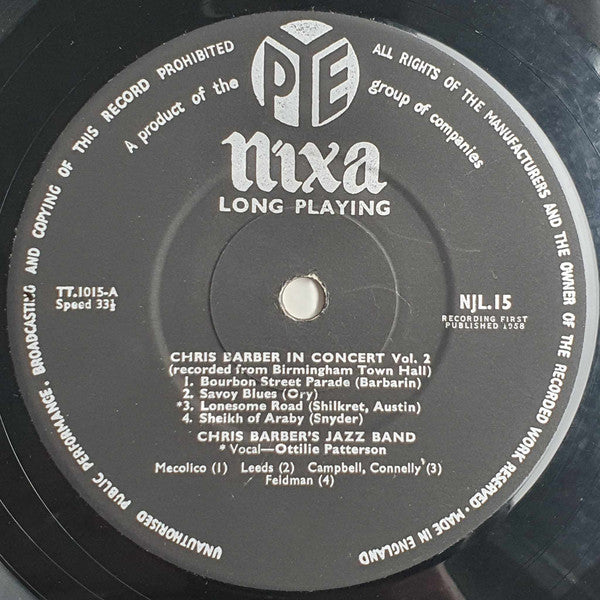 UNAUTHORISED PUBLIC PERFORMANCE, BROADCASTING AND COPYING OF THIS RECORD PROHIBITED
ALL RIGHTS OF THE MANUFACTURERS AND THE OWNER OF THE RECORDED WORK RESERVED · MADE IN ENGLAND
A product of the PYE group of companies
nixa
LONG PLAYING
TT.1015-A
Speed 33⅓
NJL.15
RECORDING FIRST
PUBLISHED 1958
CHRIS BARBER IN CONCERT Vol. 2
(recorded from Birmingham Town Hall)
1. Bourbon Street Parade (Barbarin)
2. Savoy Blues (Ory)
*3. Lonesome Road (Shilkret, Austin)
4. Sheikh of Araby (Snyder)
CHRIS BARBER'S JAZZ BAND
* Vocal—Ottilie Patterson
Mecolico (1) Leeds (2) Campbell, Connelly (3)
Feldman (4)